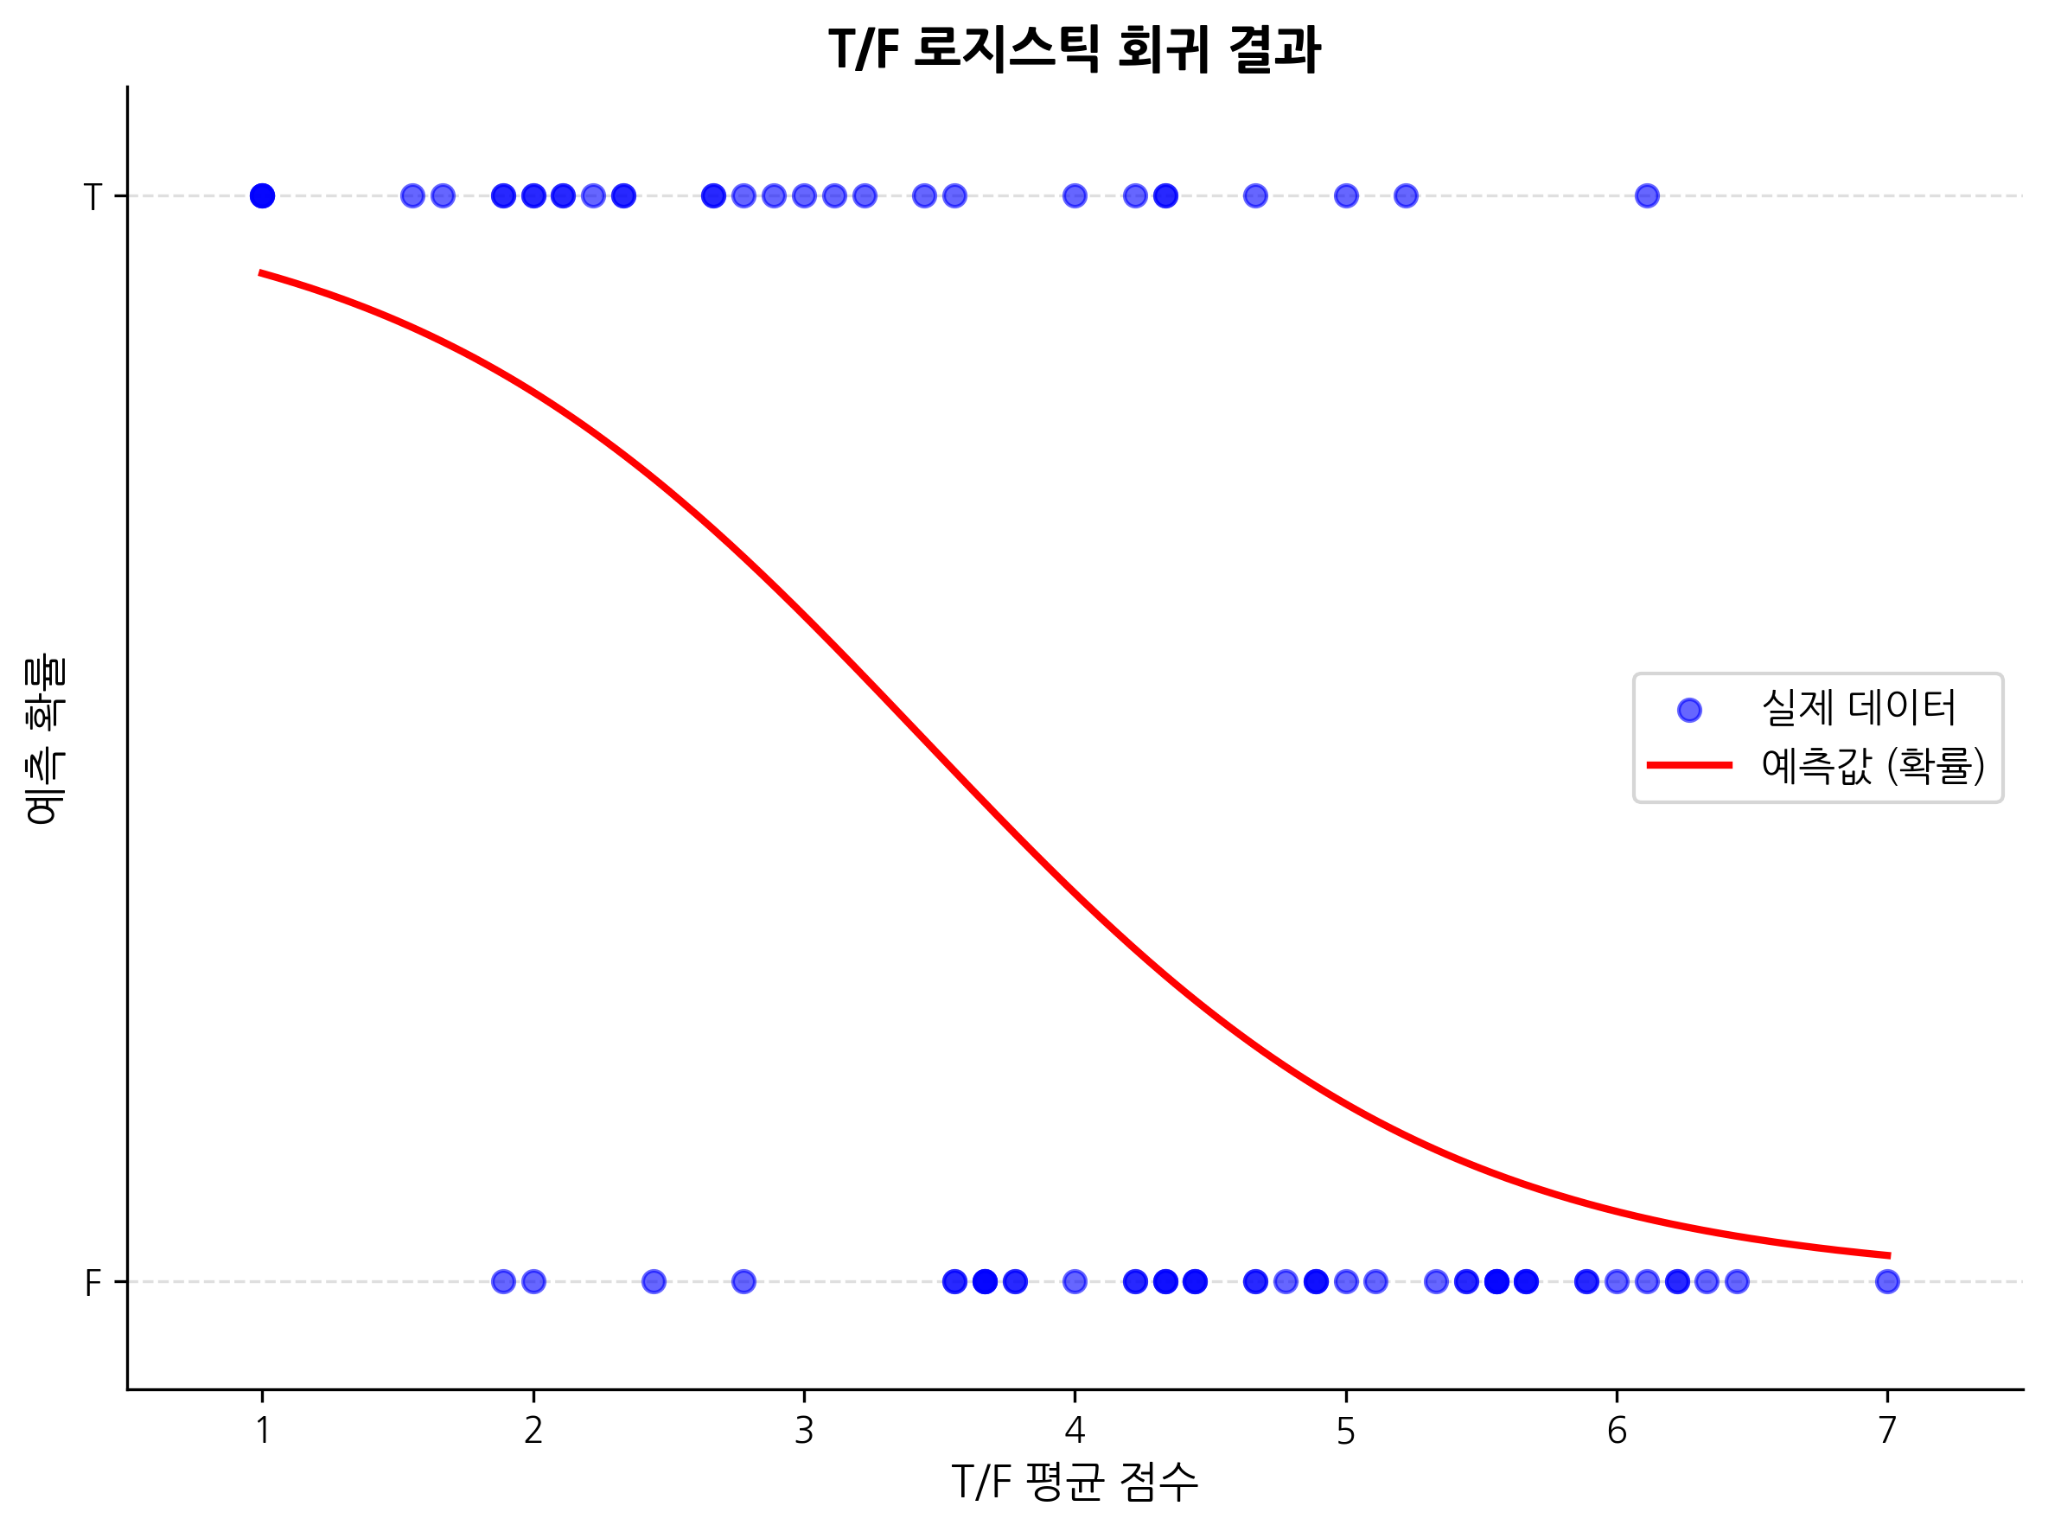 T/F 로지스틱 회귀 결과
T
F
예측 확률
실제 데이터
예측값 (확률)
1 2 3 4 5 6 7
T/F 평균 점수